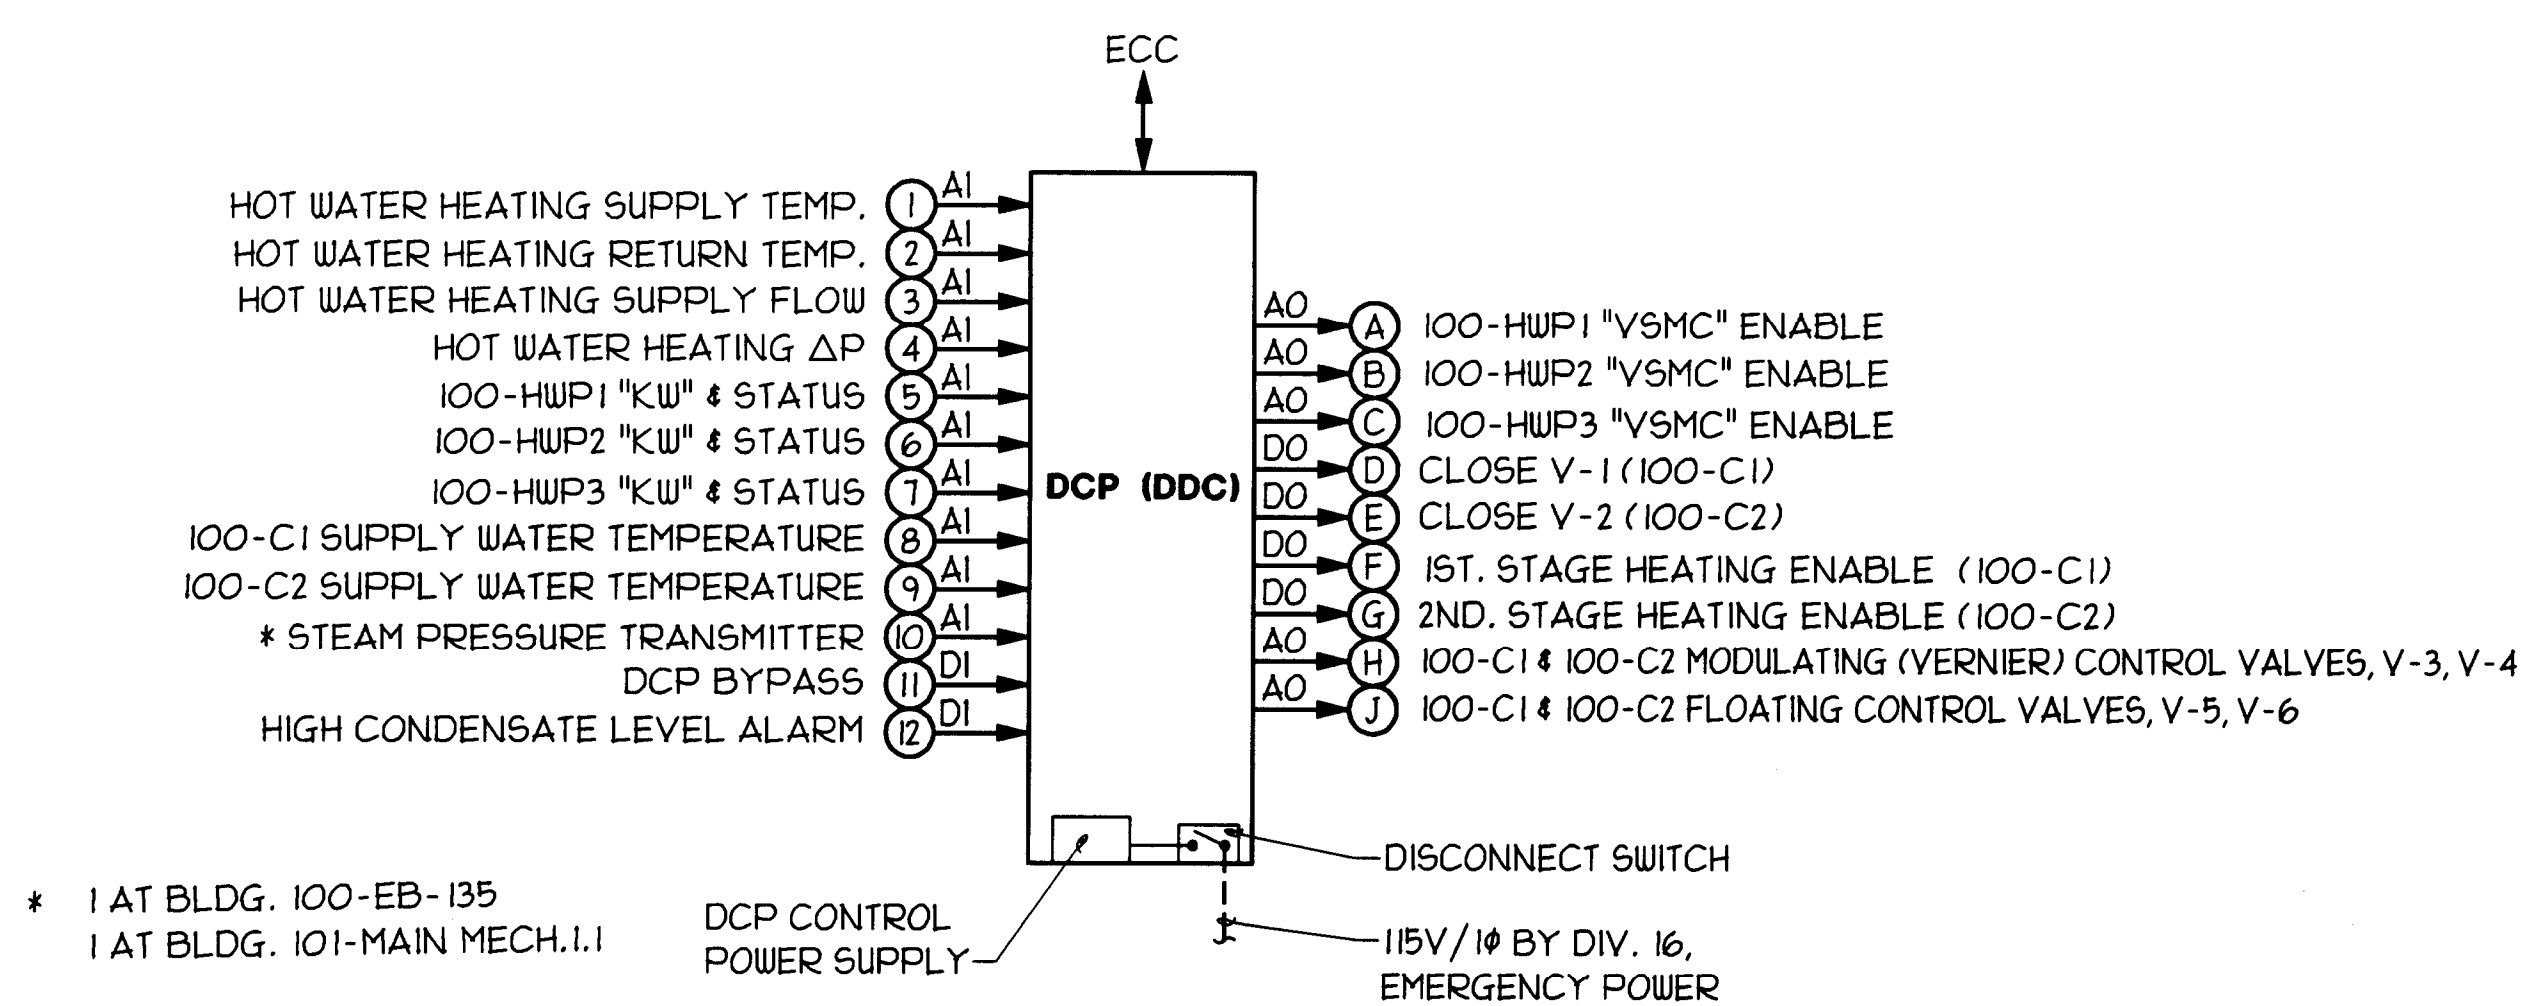 ECC
HOT WATER HEATING SUPPLY TEMP. 1 AI
HOT WATER HEATING RETURN TEMP. 2 AI
HOT WATER HEATING SUPPLY FLOW 3 AI
HOT WATER HEATING ΔP 4 AI
100-HWP1 "KW" & STATUS 5 AI
100-HWP2 "KW" & STATUS 6 AI
100-HWP3 "KW" & STATUS 7 AI
100-C1 SUPPLY WATER TEMPERATURE 8 AI
100-C2 SUPPLY WATER TEMPERATURE 9 AI
* STEAM PRESSURE TRANSMITTER 10 AI
DCP BYPASS 11 DI
HIGH CONDENSATE LEVEL ALARM 12 DI
DCP (DDC)
AO A 100-HWP1 "VSMC" ENABLE
AO B 100-HWP2 "VSMC" ENABLE
AO C 100-HWP3 "VSMC" ENABLE
DO D CLOSE V-1 (100-C1)
DO E CLOSE V-2 (100-C2)
DO F 1ST. STAGE HEATING ENABLE (100-C1)
DO G 2ND. STAGE HEATING ENABLE (100-C2)
AO H 100-C1 & 100-C2 MODULATING (VERNIER) CONTROL VALVES, V-3, V-4
AO J 100-C1 & 100-C2 FLOATING CONTROL VALVES, V-5, V-6
DISCONNECT SWITCH
115V/1ϕ BY DIV. 16,
EMERGENCY POWER
DCP CONTROL
POWER SUPPLY
* 1 AT BLDG. 100-EB-135
1 AT BLDG. 101-MAIN MECH.1.1